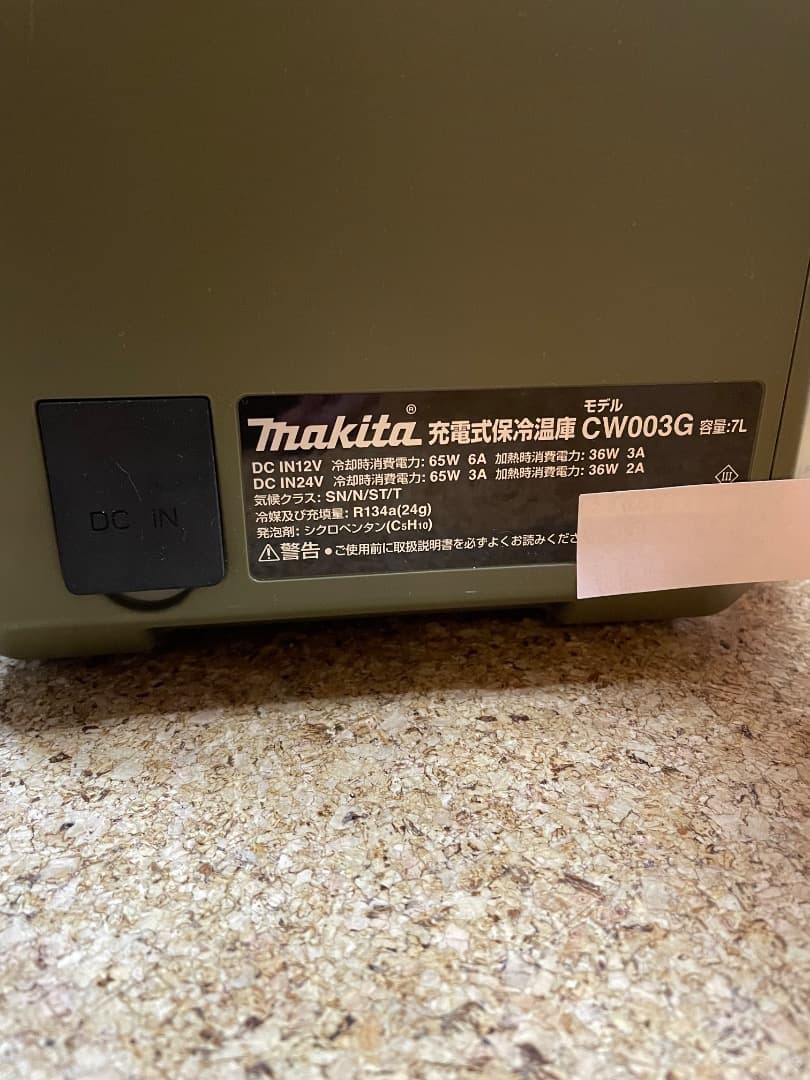 DC IN
makita® 充電式保冷温庫 モデル CW003G 容量:7L
DC IN12V 冷却時消費電力: 65W 6A 加熱時消費電力: 36W 3A
DC IN24V 冷却時消費電力: 65W 3A 加熱時消費電力: 36W 2A
気候クラス: SN/N/ST/T
冷媒及び充填量: R134a(24g)
発泡剤: シクロペンタン(C₅H₁₀)
⚠警告 ●ご使用前に取扱説明書を必ずよくお読みくださ
III